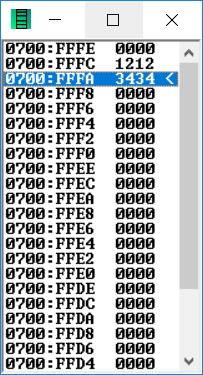 0700:FFFE 0000
0700:FFFC 1212
0700:FFFA 3434 <
0700:FFF8 0000
0700:FFF6 0000
0700:FFF4 0000
0700:FFF2 0000
0700:FFF0 0000
0700:FFEE 0000
0700:FFEC 0000
0700:FFEA 0000
0700:FFE8 0000
0700:FFE6 0000
0700:FFE4 0000
0700:FFE2 0000
0700:FFE0 0000
0700:FFDE 0000
0700:FFDC 0000
0700:FFDA 0000
0700:FFD8 0000
0700:FFD6 0000
0700:FFD4 0000